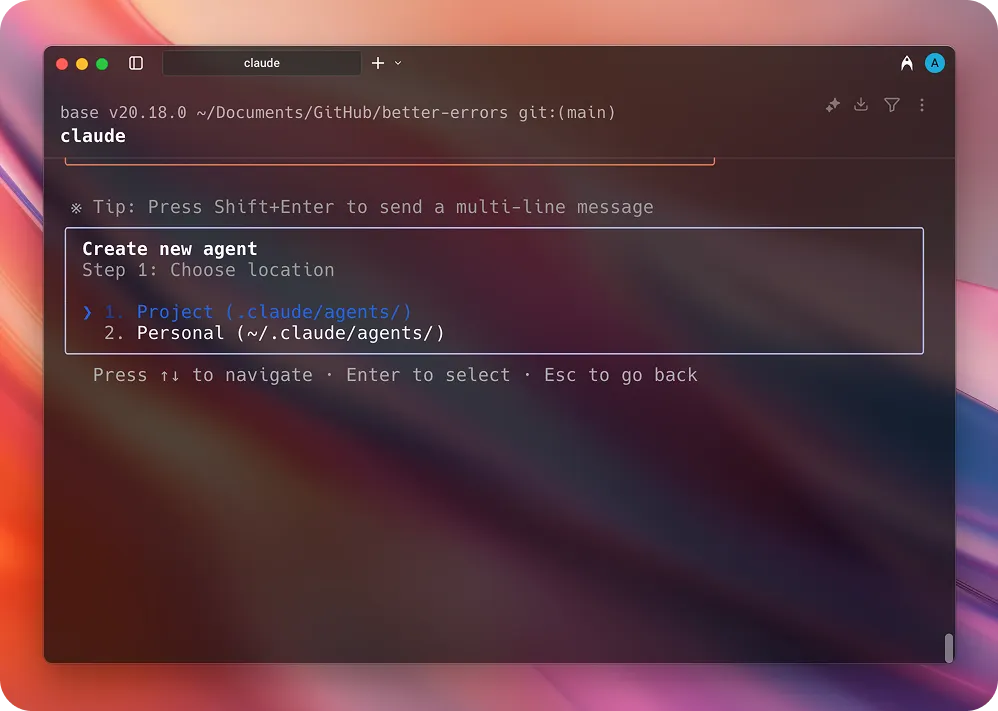 claude
A
base v20.18.0 ~/Documents/GitHub/better-errors git:(main)
claude
※ Tip: Press Shift+Enter to send a multi-line message
Create new agent
Step 1: Choose location
❯ 1. Project (.claude/agents/)
2. Personal (~/.claude/agents/)
Press ↑↓ to navigate · Enter to select · Esc to go back